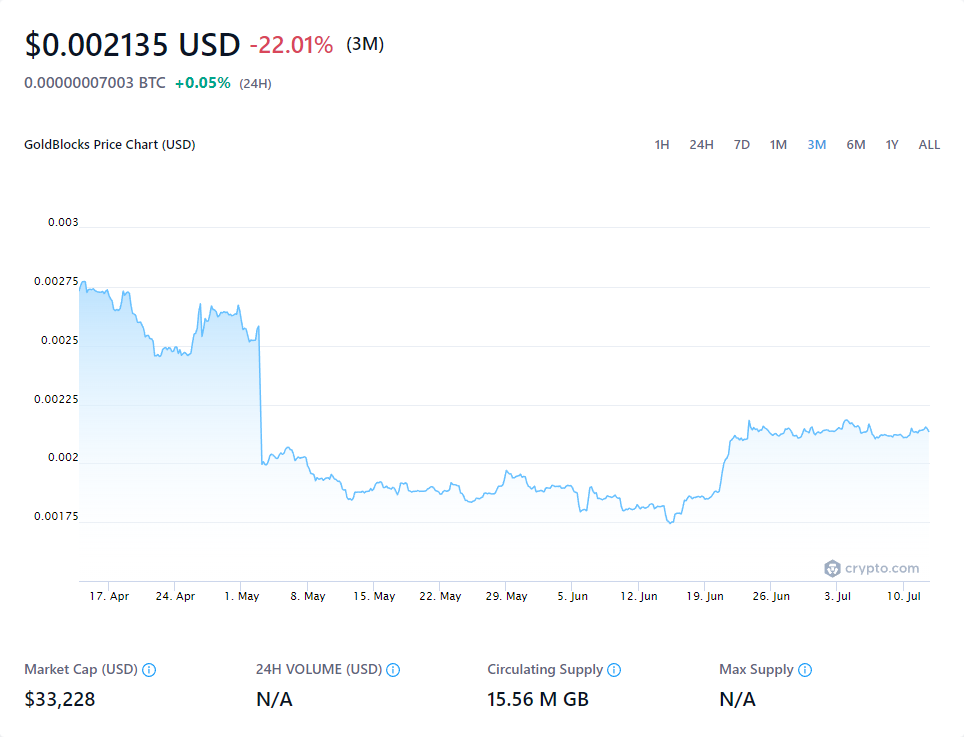 $0.002135 USD -22.01% (3M)
0.00000007003 BTC +0.05% (24H)
GoldBlocks Price Chart (USD) 1H 24H 7D 1M 3M 6M 1Y ALL
0.003
0.00275
0.0025
0.00225
0.002
0.00175
crypto.com
17. Apr 24. Apr 1. May 8. May 15. May 22. May 29. May 5. Jun 12. Jun 19. Jun 26. Jun 3. Jul 10. Jul
Market Cap (USD) 24H VOLUME (USD) Circulating Supply Max Supply
$33,228 N/A 15.56 M GB N/A